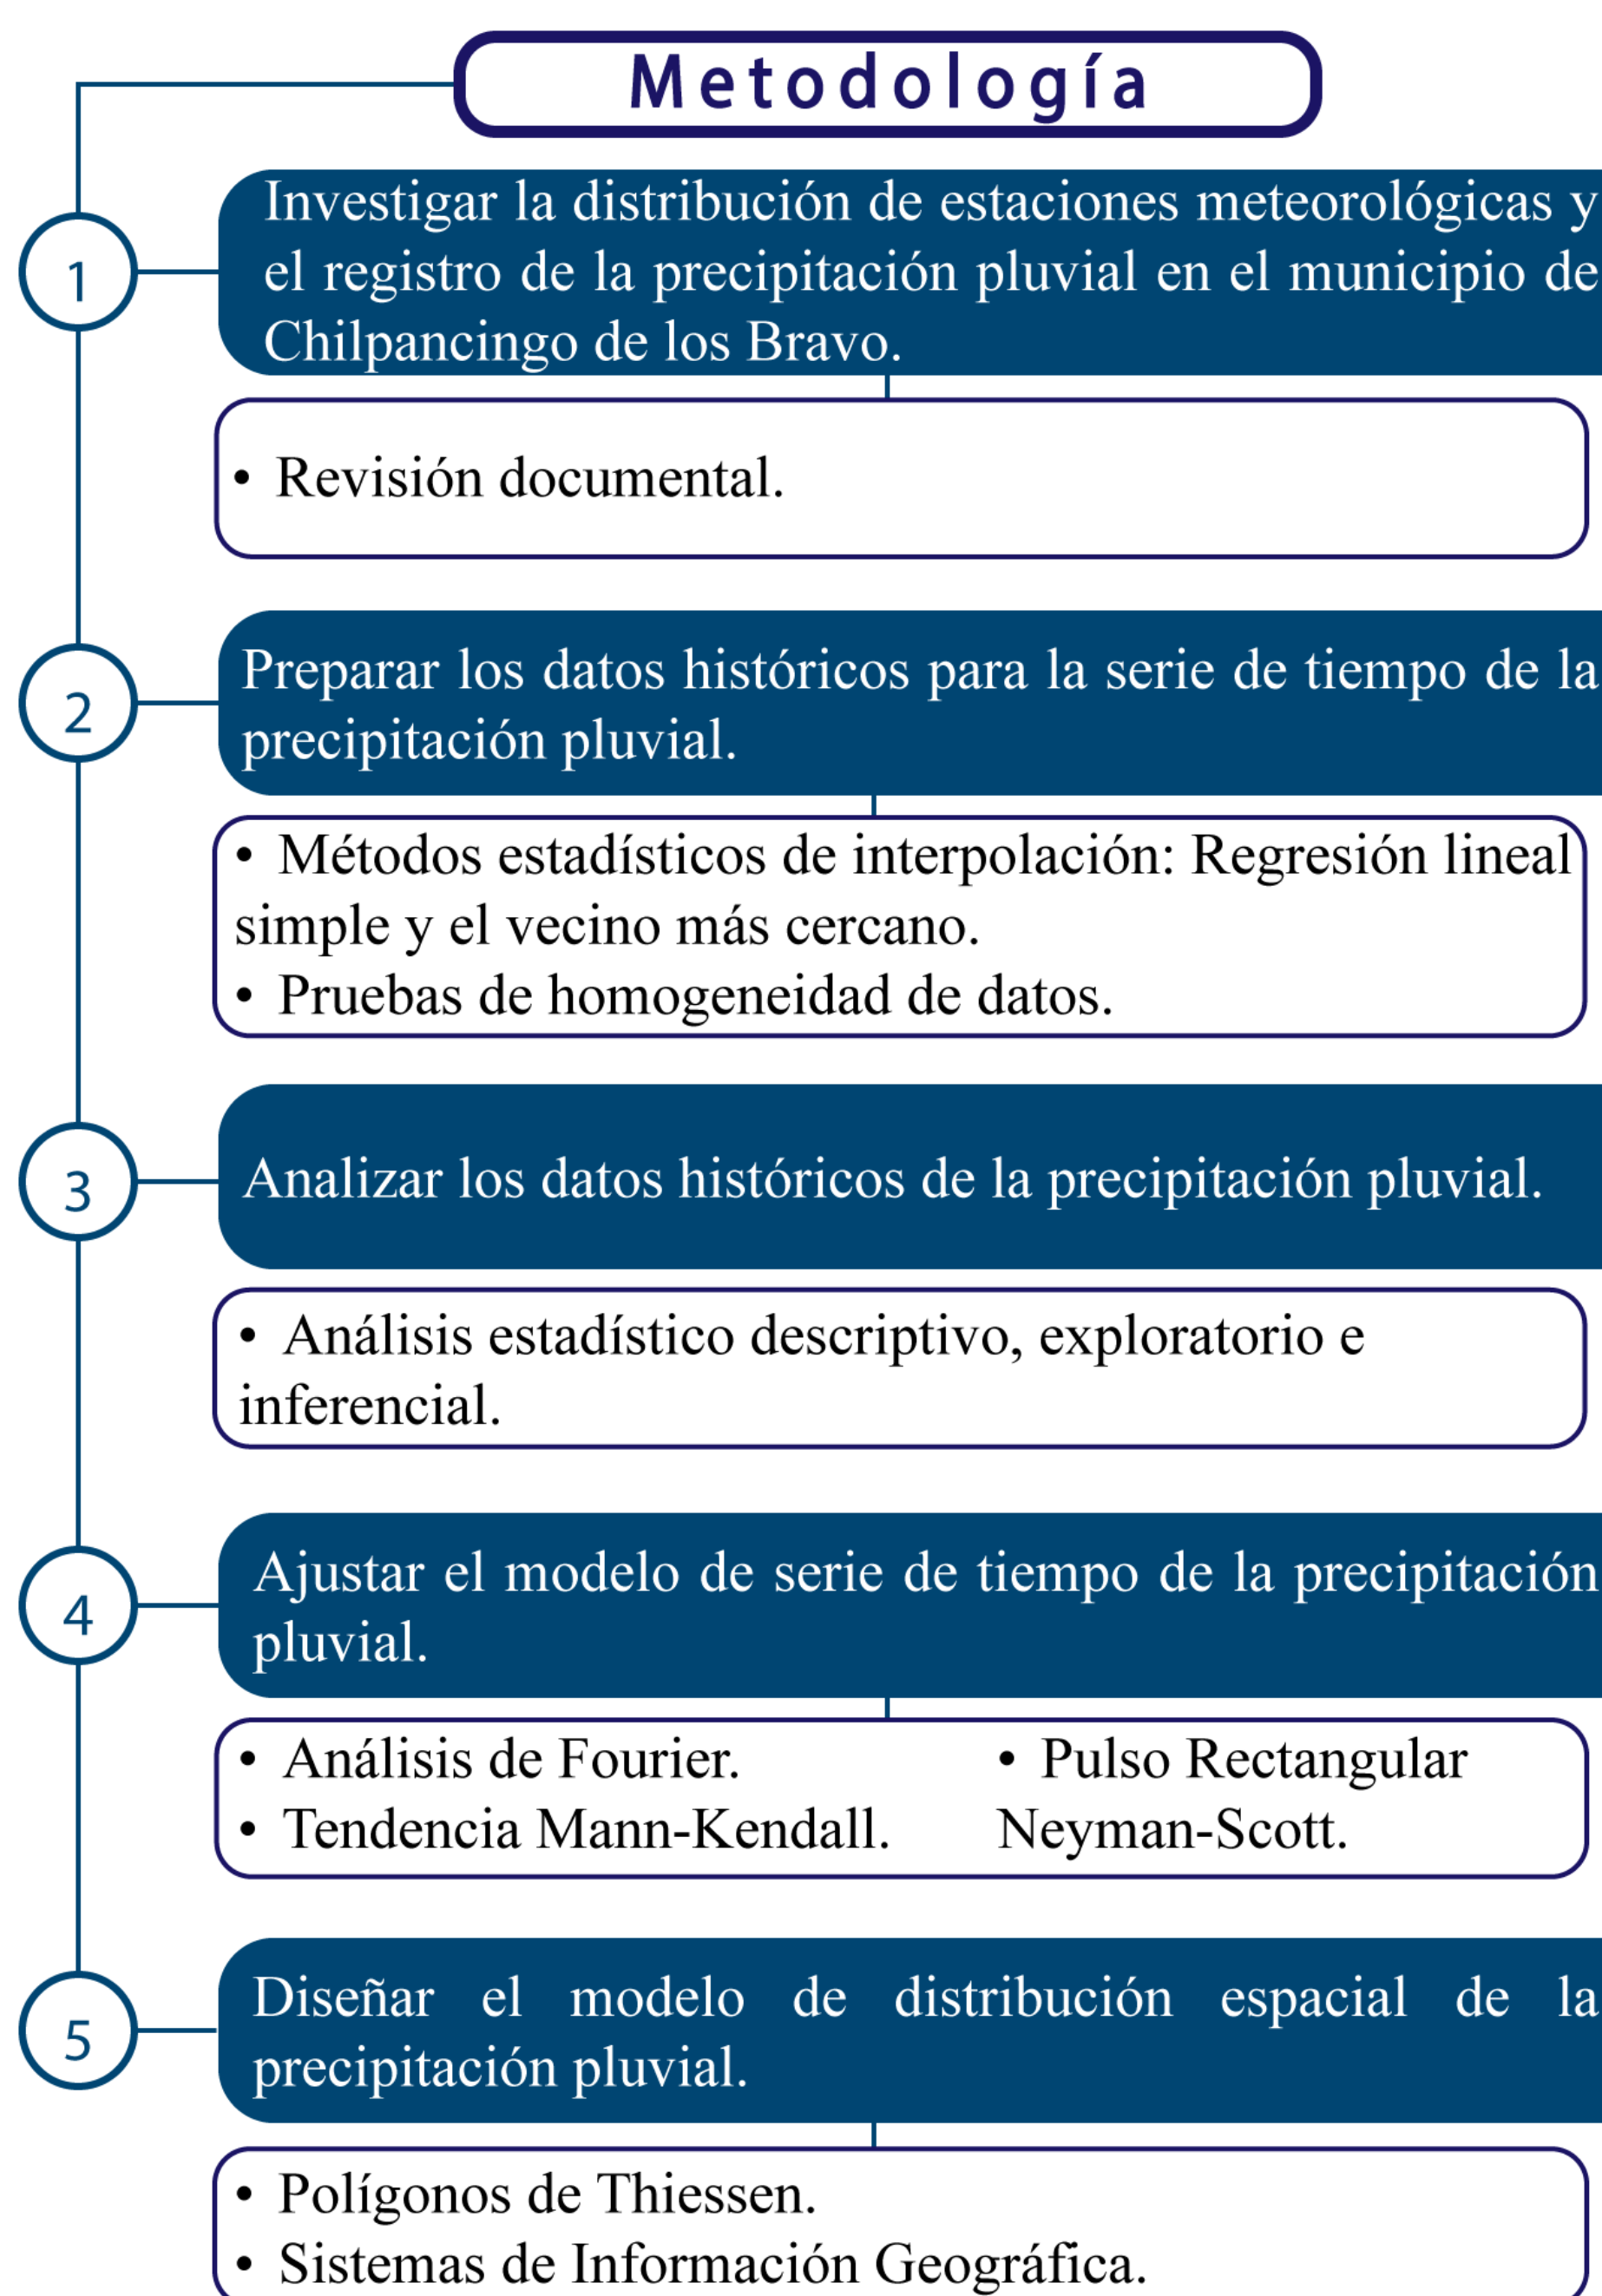 Metodología
1
Investigar la distribución de estaciones meteorológicas y
el registro de la precipitación pluvial en el municipio de
Chilpancingo de los Bravo.
• Revisión documental.
2
Preparar los datos históricos para la serie de tiempo de la
precipitación pluvial.
• Métodos estadísticos de interpolación: Regresión lineal
simple y el vecino más cercano.
• Pruebas de homogeneidad de datos.
3
Analizar los datos históricos de la precipitación pluvial.
• Análisis estadístico descriptivo, exploratorio e
inferencial.
4
Ajustar el modelo de serie de tiempo de la precipitación
pluvial.
• Análisis de Fourier.
• Tendencia Mann-Kendall.
• Pulso Rectangular
Neyman-Scott.
5
Diseñar el modelo de distribución espacial de la
precipitación pluvial.
• Polígonos de Thiessen.
• Sistemas de Información Geográfica.